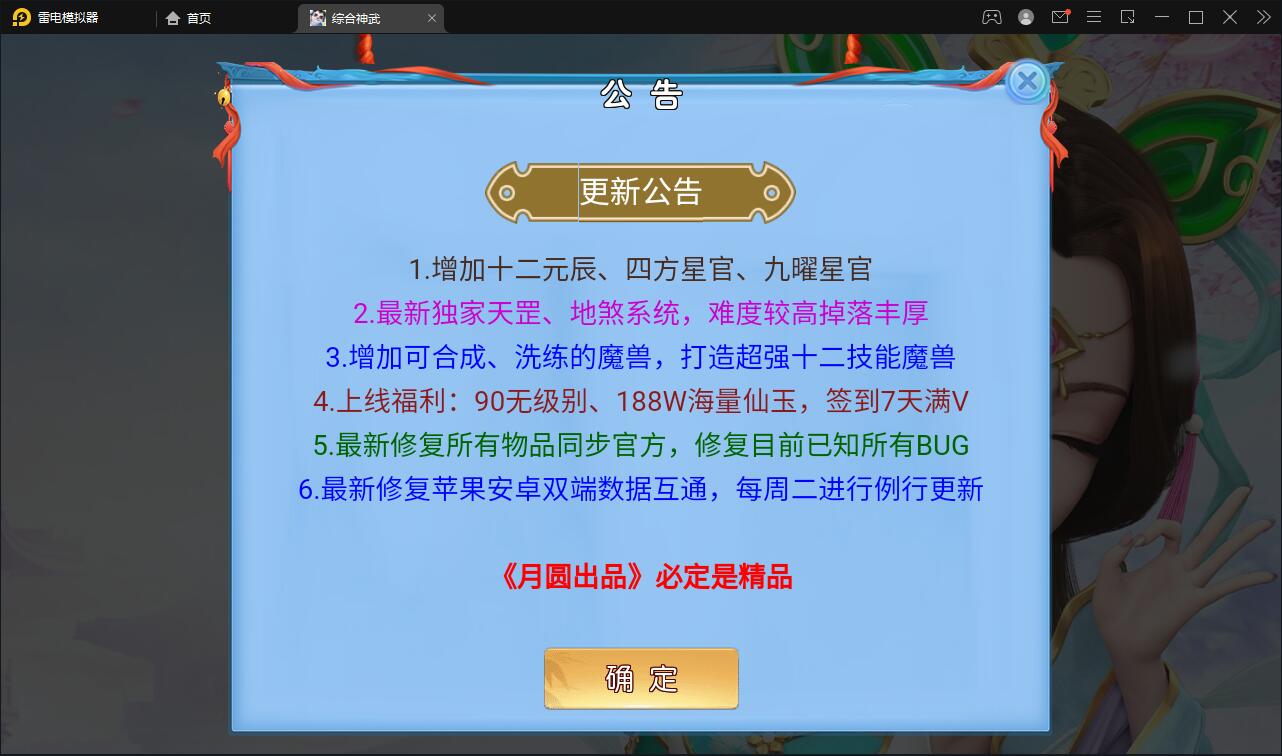 雷电模拟器
首页
综合神武
公告
更新公告
1.增加十二元辰、四方星官、九曜星官
2.最新独家天罡、地煞系统，难度较高掉落丰厚
3.增加可合成、洗练的魔兽，打造超强十二技能魔兽
4.上线福利：90无级别、188W海量仙玉，签到7天满V
5.最新修复所有物品同步官方，修复目前已知所有BUG
6.最新修复苹果安卓双端数据互通，每周二进行例行更新
《月圆出品》必定是精品
确定